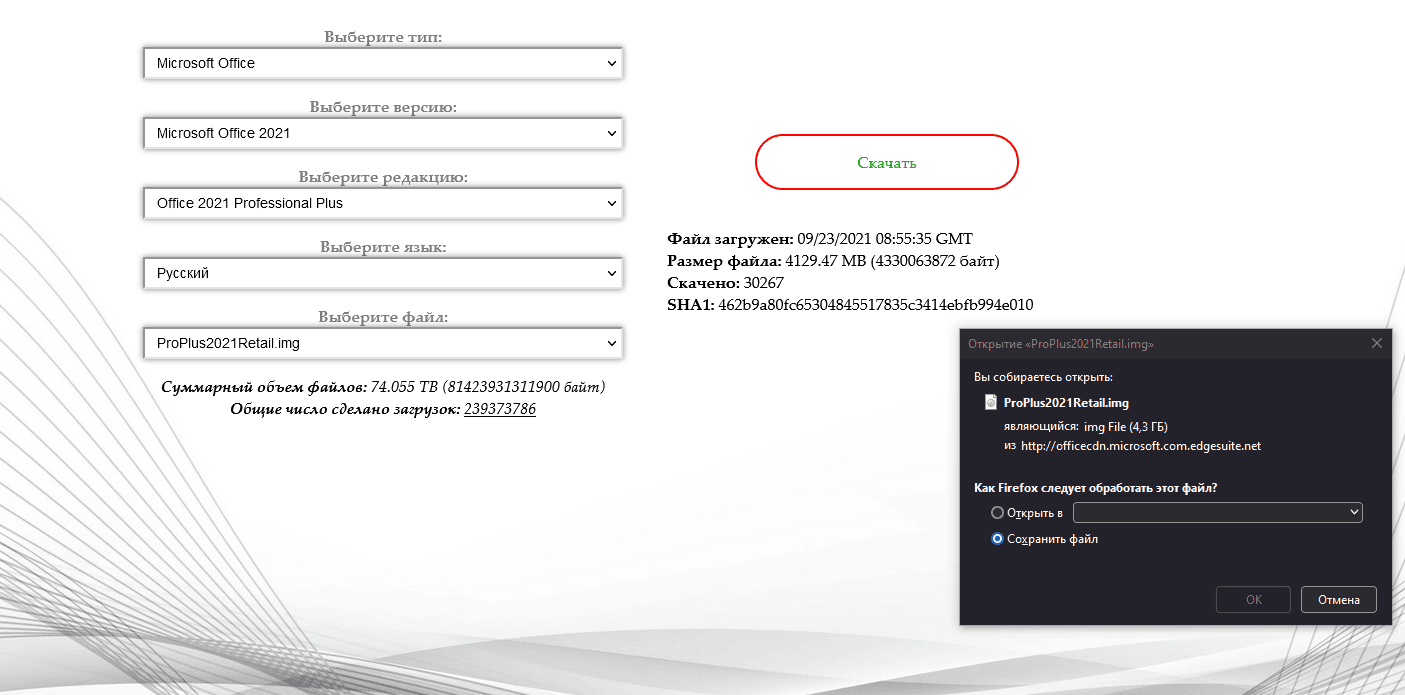 Выберите тип:
Microsoft Office
Выберите версию:
Microsoft Office 2021
Выберите редакцию:
Office 2021 Professional Plus
Выберите язык:
Русский
Выберите файл:
ProPlus2021Retail.img
Суммарный объем файлов: 74.055 TB (81423931311900 байт)
Общие число сделано загрузок: 239373786
Скачать
Файл загружен: 09/23/2021 08:55:35 GMT
Размер файла: 4129.47 MB (4330063872 байт)
Скачено: 30267
SHA1: 462b9a80fc65304845517835c3414ebfb994e010
Открытие «ProPlus2021Retail.img»
Вы собираетесь открыть:
ProPlus2021Retail.img
являющийся: img File (4,3 ГБ)
из http://officecdn.microsoft.com.edgesuite.net
Как Firefox следует обработать этот файл?
Открыть в
Сохранить файл
OK
Отмена